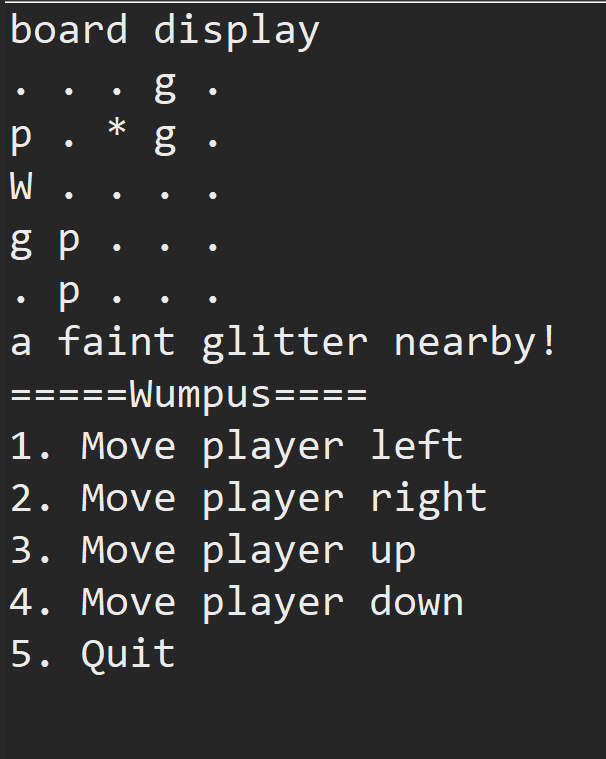 board display
. . . g .
p . * g .
W . . . .
g p . . .
. p . . .
a faint glitter nearby!
=====Wumpus====
1. Move player left
2. Move player right
3. Move player up
4. Move player down
5. Quit